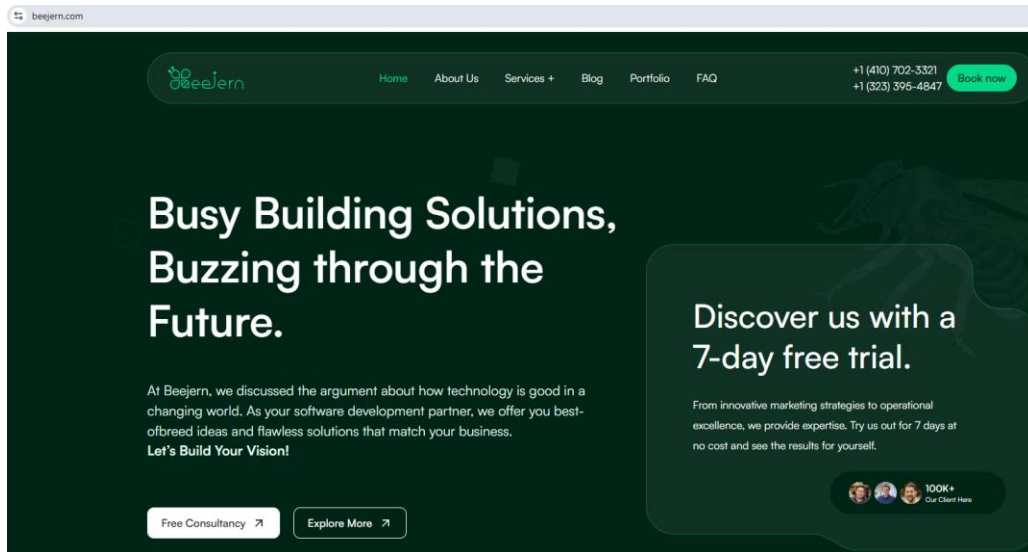 beejern.com
Beejern
Home About Us Services + Blog Portfolio FAQ
+1 (410) 702-3321
+1 (323) 395-4847
Book now
Busy Building Solutions,
Buzzing through the
Future.
At Beejern, we discussed the argument about how technology is good in a
changing world. As your software development partner, we offer you best-
ofbreed ideas and flawless solutions that match your business.
Let's Build Your Vision!
Free Consultancy
Explore More
Discover us with a
7-day free trial.
From innovative marketing strategies to operational
excellence, we provide expertise. Try us out for 7 days at
no cost and see the results for yourself.
100K+
Our Client Here